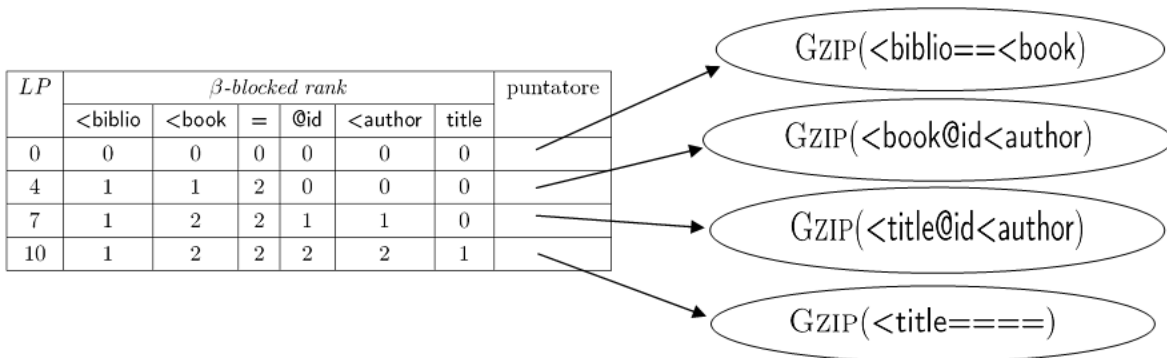 LP β-blocked rank puntatore
<biblio <book = @id <author title
0 0 0 0 0 0 0
4 1 1 2 0 0 0
7 1 2 2 1 1 0
10 1 2 2 2 2 1
GZIP(<biblio==<book)
GZIP(<book@id<author)
GZIP(<title@id<author)
GZIP(<title====)